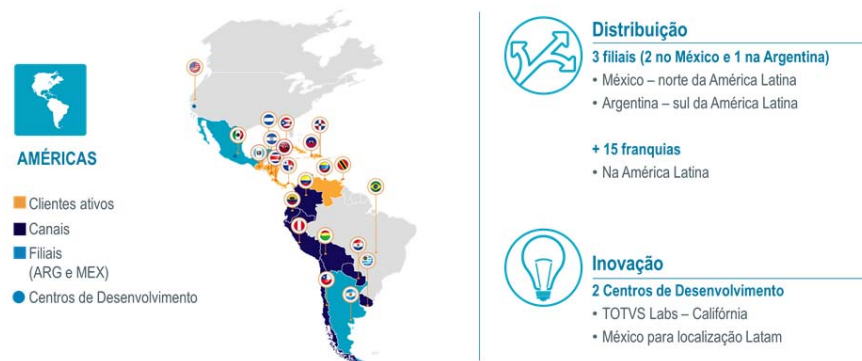 AMÉRICAS
Clientes ativos
Canais
Filiais
(ARG e MEX)
Centros de Desenvolvimento
Distribuição
3 filiais (2 no México e 1 na Argentina)
• México – norte da América Latina
• Argentina – sul da América Latina
+ 15 franquias
• Na América Latina
Inovação
2 Centros de Desenvolvimento
• TOTVS Labs – Califórnia
• México para localização Latam